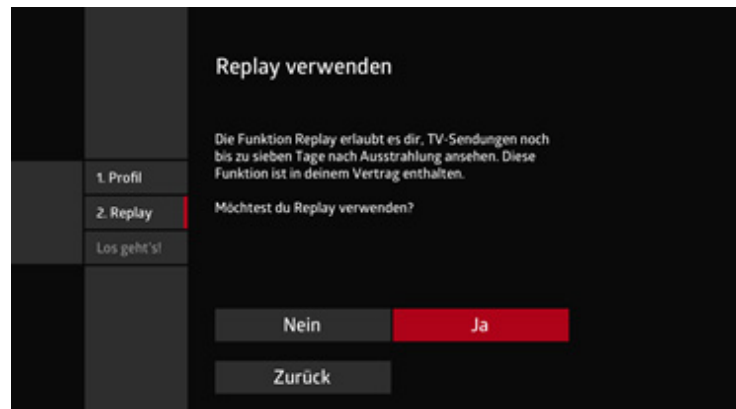 Replay verwenden
Die Funktion Replay erlaubt es dir, TV-Sendungen noch
bis zu sieben Tage nach Ausstrahlung ansehen. Diese
Funktion ist in deinem Vertrag enthalten.
Möchtest du Replay verwenden?
1. Profil
2. Replay
Los geht's!
Nein
Ja
Zurück